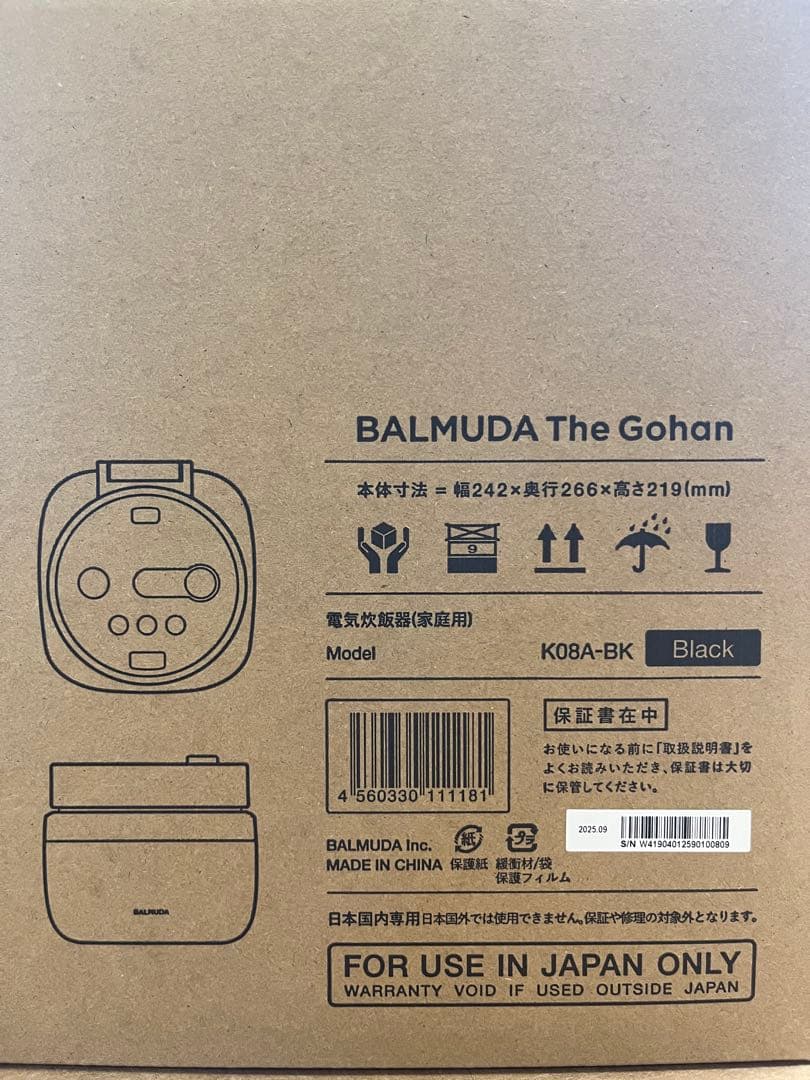 BALMUDA The Gohan
本体寸法 = 幅242×奥行266×高さ219(mm)
9
電気炊飯器(家庭用)
Model K08A-BK Black
4 560330 111181
保証書在中
お使いになる前に「取扱説明書」を
よくお読みいただき、保証書は大切
に保管してください。
2025.09
S/N W41904012590100809
BALMUDA Inc.
MADE IN CHINA
紙
保護紙
プラ
緩衝材/袋
保護フィルム
BALMUDA
日本国内専用 日本国外では使用できません。保証や修理の対象外となります。
FOR USE IN JAPAN ONLY
WARRANTY VOID IF USED OUTSIDE JAPAN